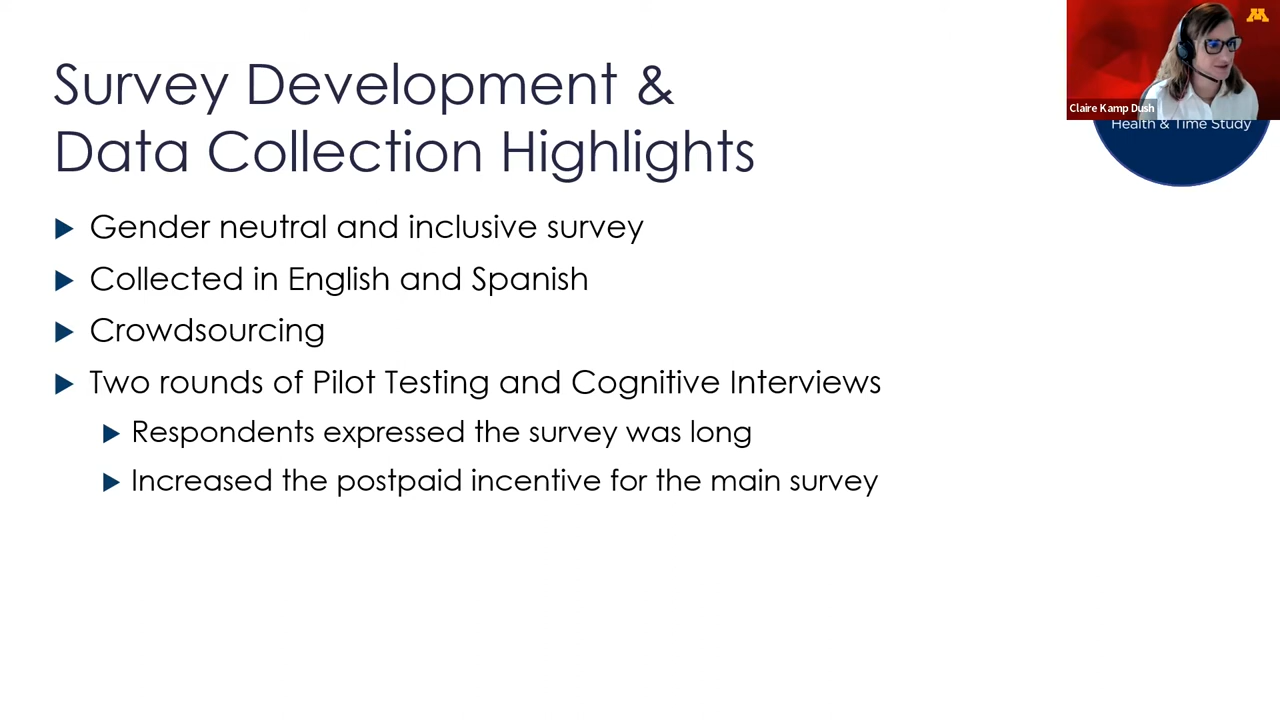 Survey Development &
Data Collection Highlights
Claire Kamp Dush
Health & Time Study
Gender neutral and inclusive survey
Collected in English and Spanish
Crowdsourcing
Two rounds of Pilot Testing and Cognitive Interviews
Respondents expressed the survey was long
Increased the postpaid incentive for the main survey